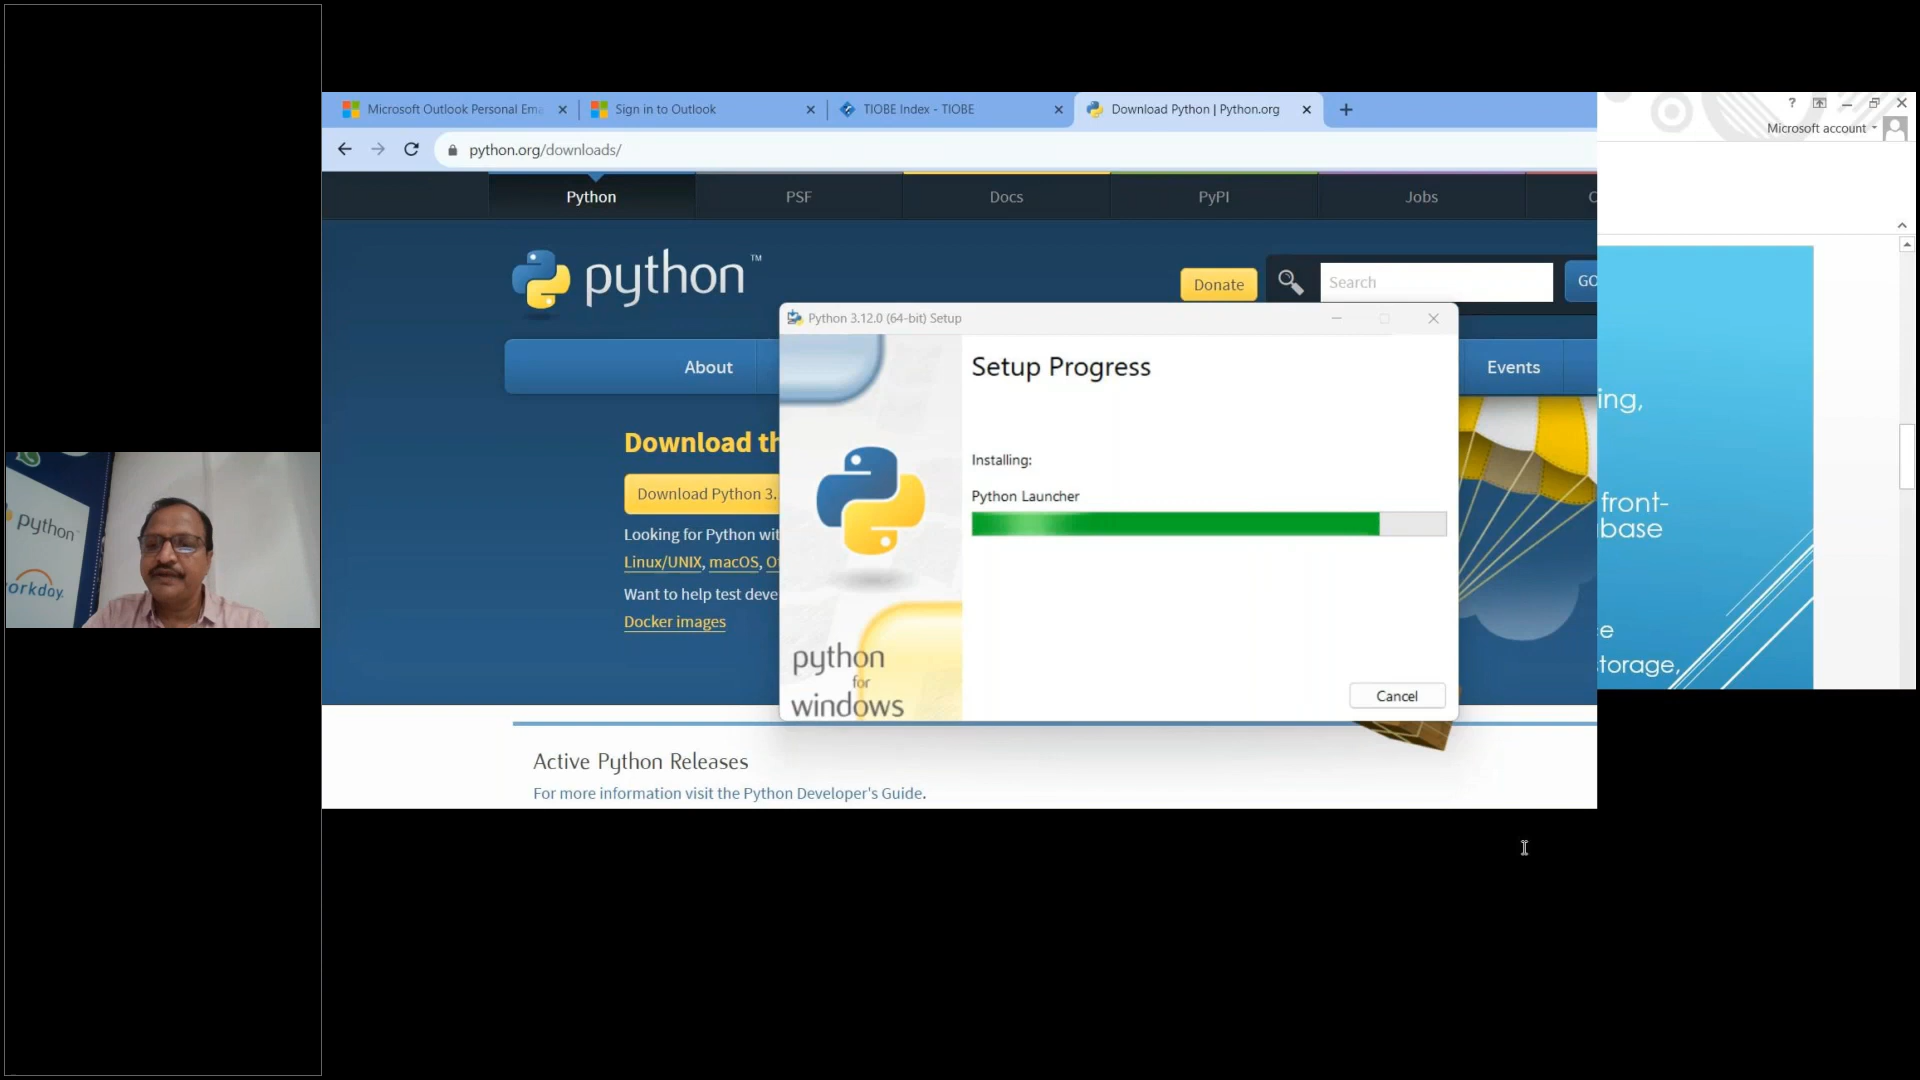 Microsoft Outlook Personal Ema
Sign in to Outlook
TIOBE Index - TIOBE
Download Python | Python.org
python.org/downloads/
Microsoft account
Python
PSF
Docs
PyPI
Jobs
python™
Donate
Search
GO
Python 3.12.0 (64-bit) Setup
About
Events
Setup Progress
Download th
Download Python 3.
Installing:
Python Launcher
Looking for Python wit
Linux/UNIX, macOS, Ot
Want to help test deve
Docker images
python
for
windows
Cancel
Active Python Releases
For more information visit the Python Developer's Guide.
ing,
front-
base
e
torage,
python
orkday.